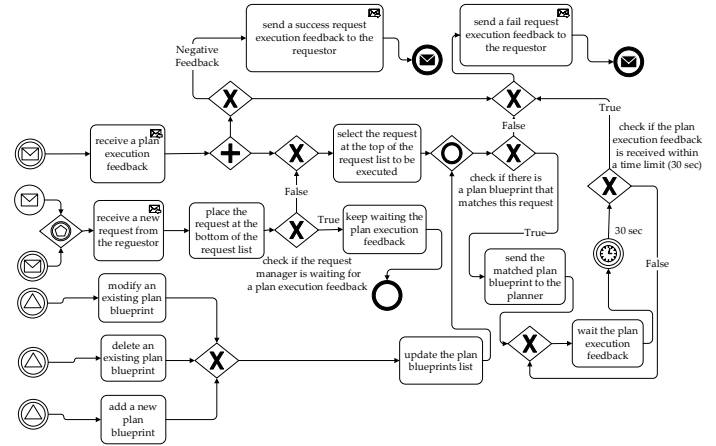 send a success request
execution feedback to the
requestor
send a fail request
execution feedback to
the requestor
Negative
Feedback
True
receive a plan
execution
feedback
select the request
at the top of the
request list to be
executed
False
check if there is
a plan blueprint that
matches this request
check if the plan
execution feedback
is received within
a time limit (30 sec)
receive a new
request from
the reguestor
place the
request at the
bottom of the
request list
False
True
keep waiting the
plan execution
feedback
check if the request
manager is waiting for
a plan execution feedback
True
30 sec
False
send the
matched plan
blueprint to the
planner
modify an
existing plan
blueprint
wait the plan
execution
feedback
delete an
existing plan
blueprint
update the plan
blueprints list
add a new
plan
blueprint